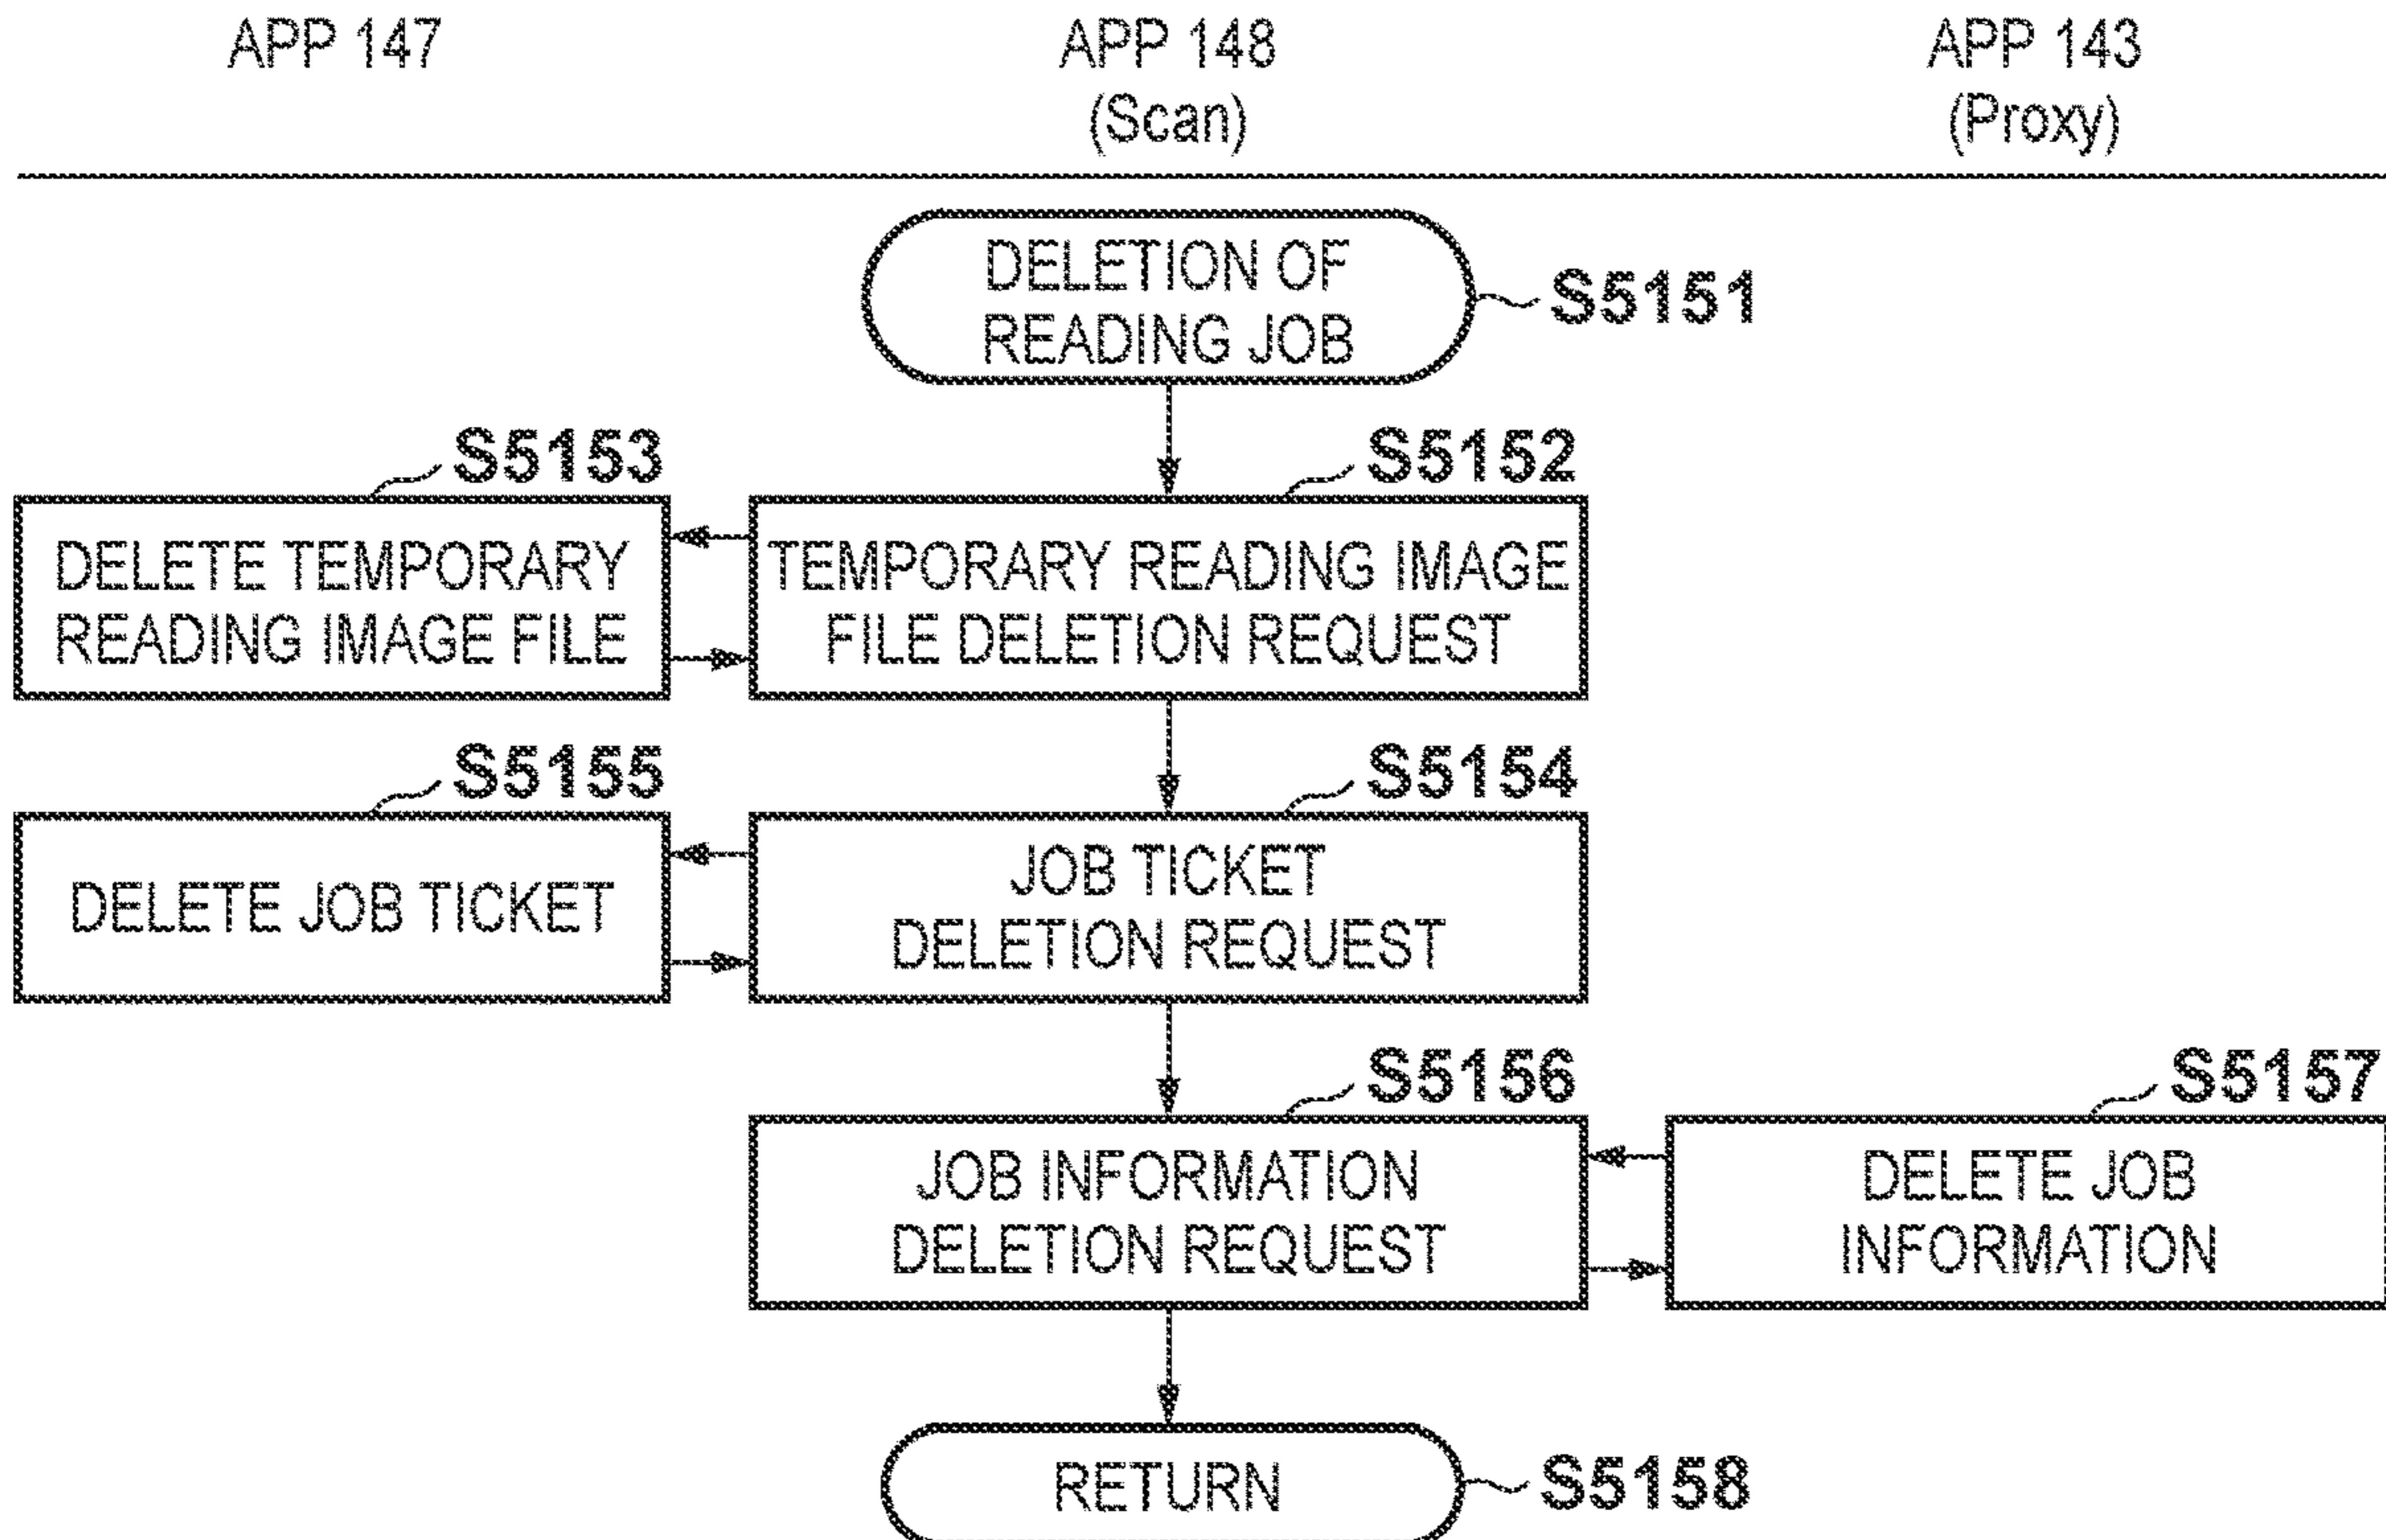 APP 147
APP 148
(Scan)
APP 143
(Proxy)
DELETION OF
READING JOB
S5151
S5153
S5152
DELETE TEMPORARY
READING IMAGE FILE
TEMPORARY READING IMAGE
FILE DELETION REQUEST
S5155
S5154
DELETE JOB TICKET
JOB TICKET
DELETION REQUEST
S5156
S5157
JOB INFORMATION
DELETION REQUEST
DELETE JOB
INFORMATION
RETURN
S5158